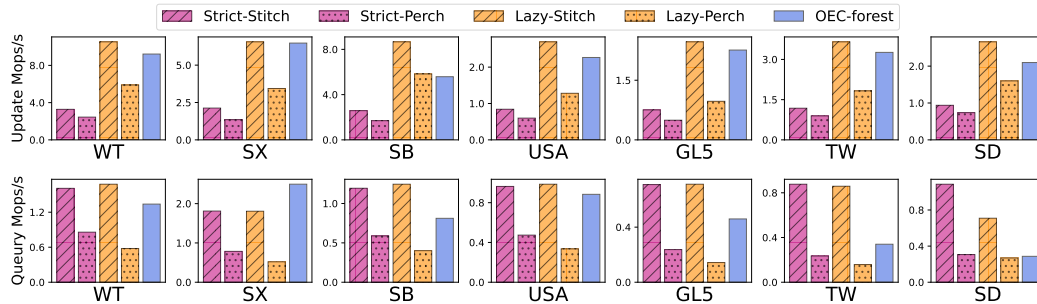 Strict-Stitch Strict-Perch Lazy-Stitch Lazy-Perch OEC-forest
Update Mops/s
9.0 4.0 0.0 WT
5.0 2.5 0.0 SX
8.0 4.0 0.0 SB
2.0 1.0 0.0 USA
1.5 0.0 GL5
3.0 1.5 0.0 TW
2.0 1.0 0.0 SD
Queury Mops/s
1.2 0.6 0.0 WT
2.0 1.0 0.0 SX
1.0 0.5 0.0 SB
0.8 0.4 0.0 USA
0.4 0.0 GL5
0.8 0.4 0.0 TW
0.8 0.4 0.0 SD